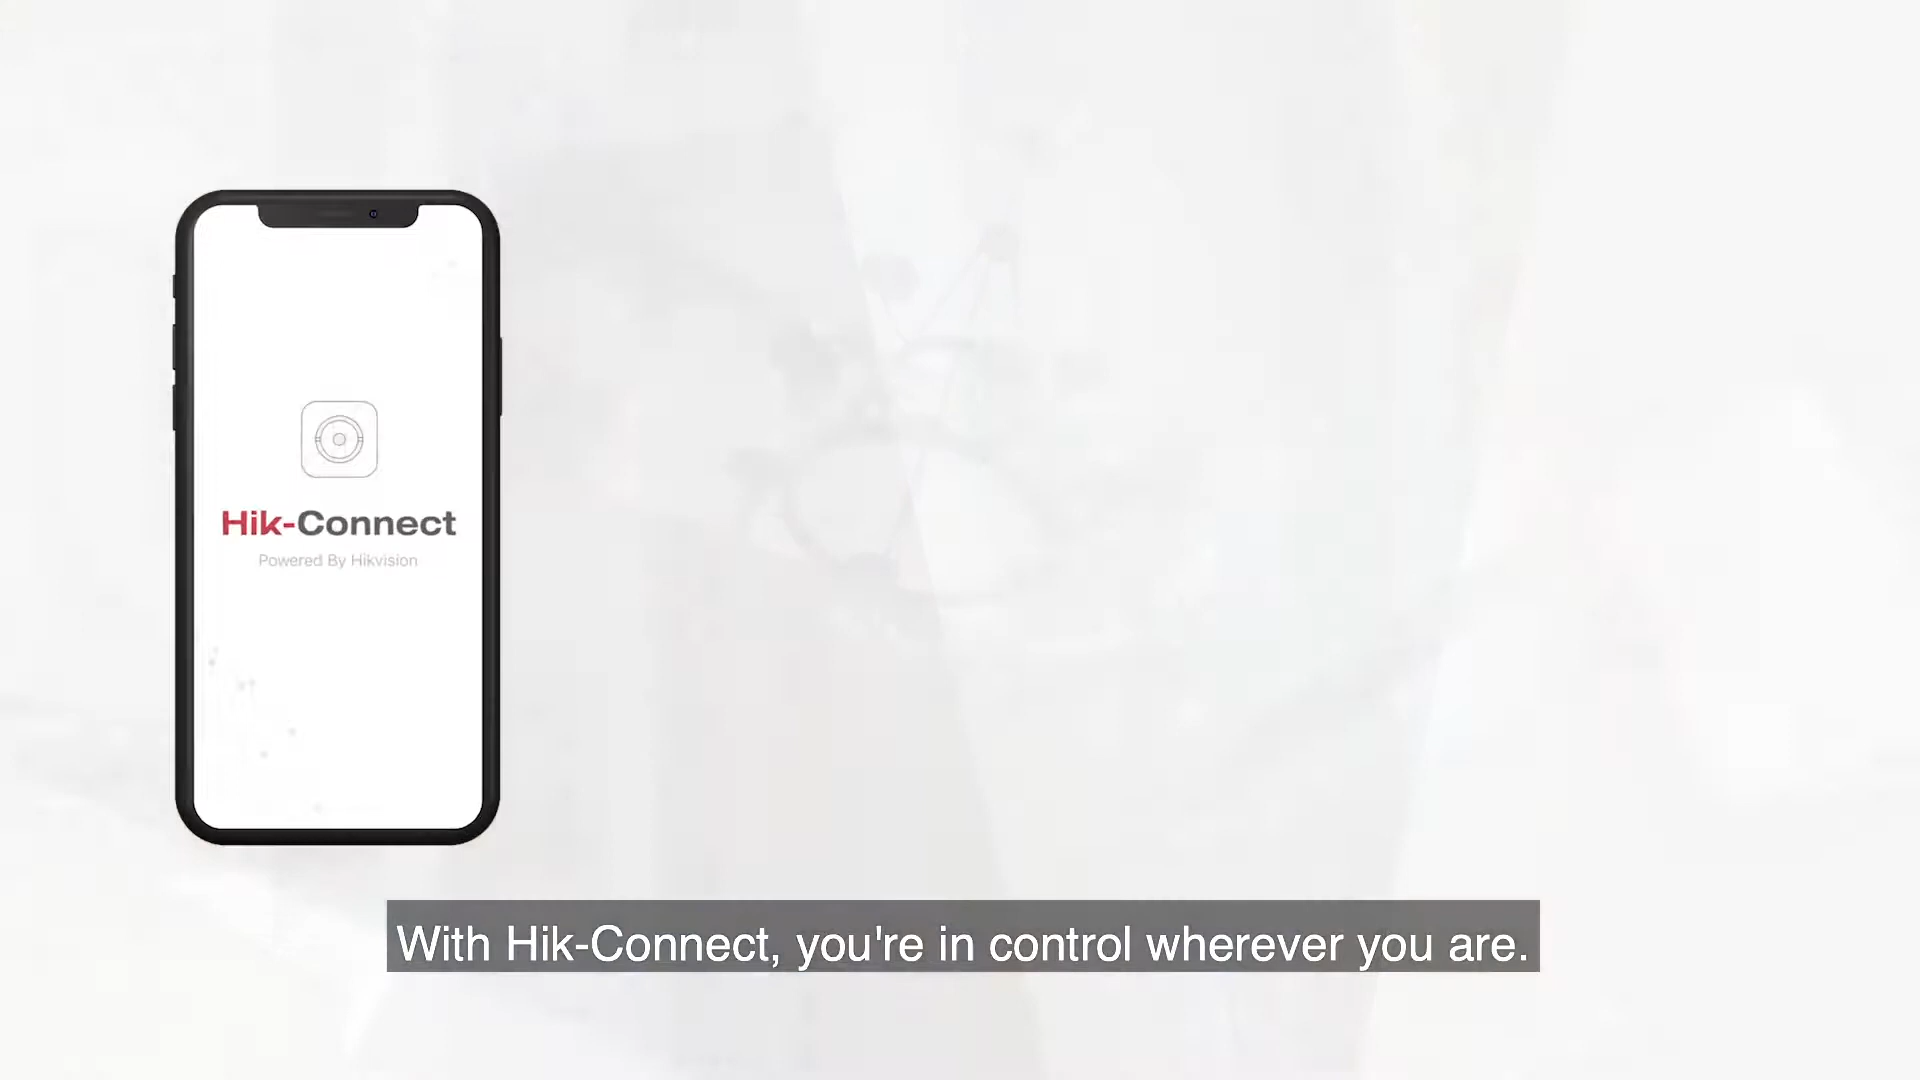 Hik-Connect
Powered By Hikvision
With Hik-Connect, you're in control wherever you are.